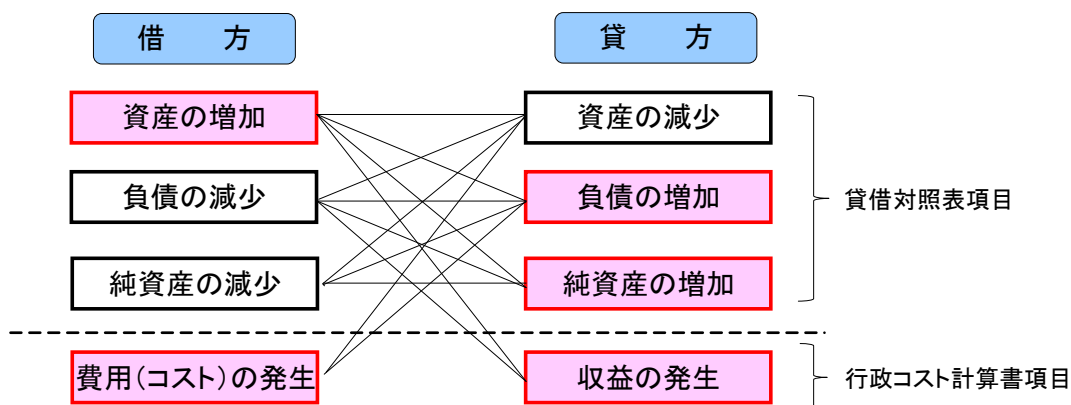 借　　方
貸　　方
資産の増加
資産の減少
負債の減少
負債の増加
貸借対照表項目
純資産の減少
純資産の増加
費用(コスト)の発生
収益の発生
行政コスト計算書項目